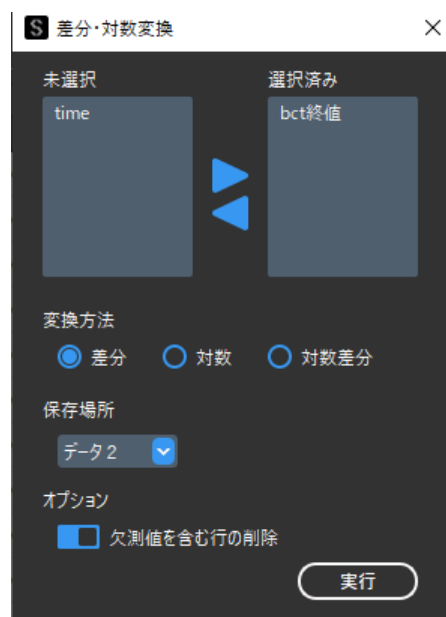 S 差分・対数変換
未選択 選択済み
time bct終値
変換方法
差分 対数 対数差分
保存場所
データ2
オプション
欠測値を含む行の削除
実行